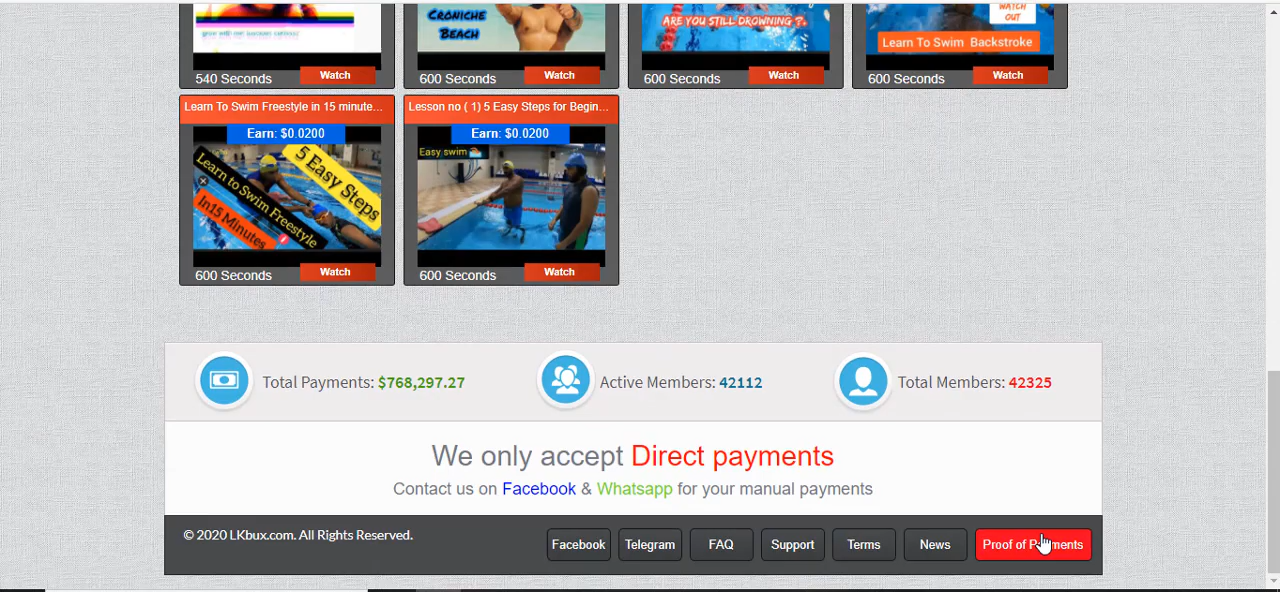 CRONICHE
BEACH
ARE YOU STILL DROWNING ?
WATCH
OUT
Learn To Swim Backstroke
540 Seconds
Watch
600 Seconds
Watch
600 Seconds
Watch
600 Seconds
Watch
Learn To Swim Freestyle in 15 minute...
Lesson no ( 1) 5 Easy Steps for Begin...
Earn: $0.0200
Earn: $0.0200
5 Easy Steps
Learn to Swim Freestyle
In15 Minutes
Easy swim
600 Seconds
Watch
600 Seconds
Watch
Total Payments: $768,297.27
Active Members: 42112
Total Members: 42325
We only accept Direct payments
Contact us on Facebook & Whatsapp for your manual payments
© 2020 LKbux.com. All Rights Reserved.
Facebook
Telegram
FAQ
Support
Terms
News
Proof of Payments